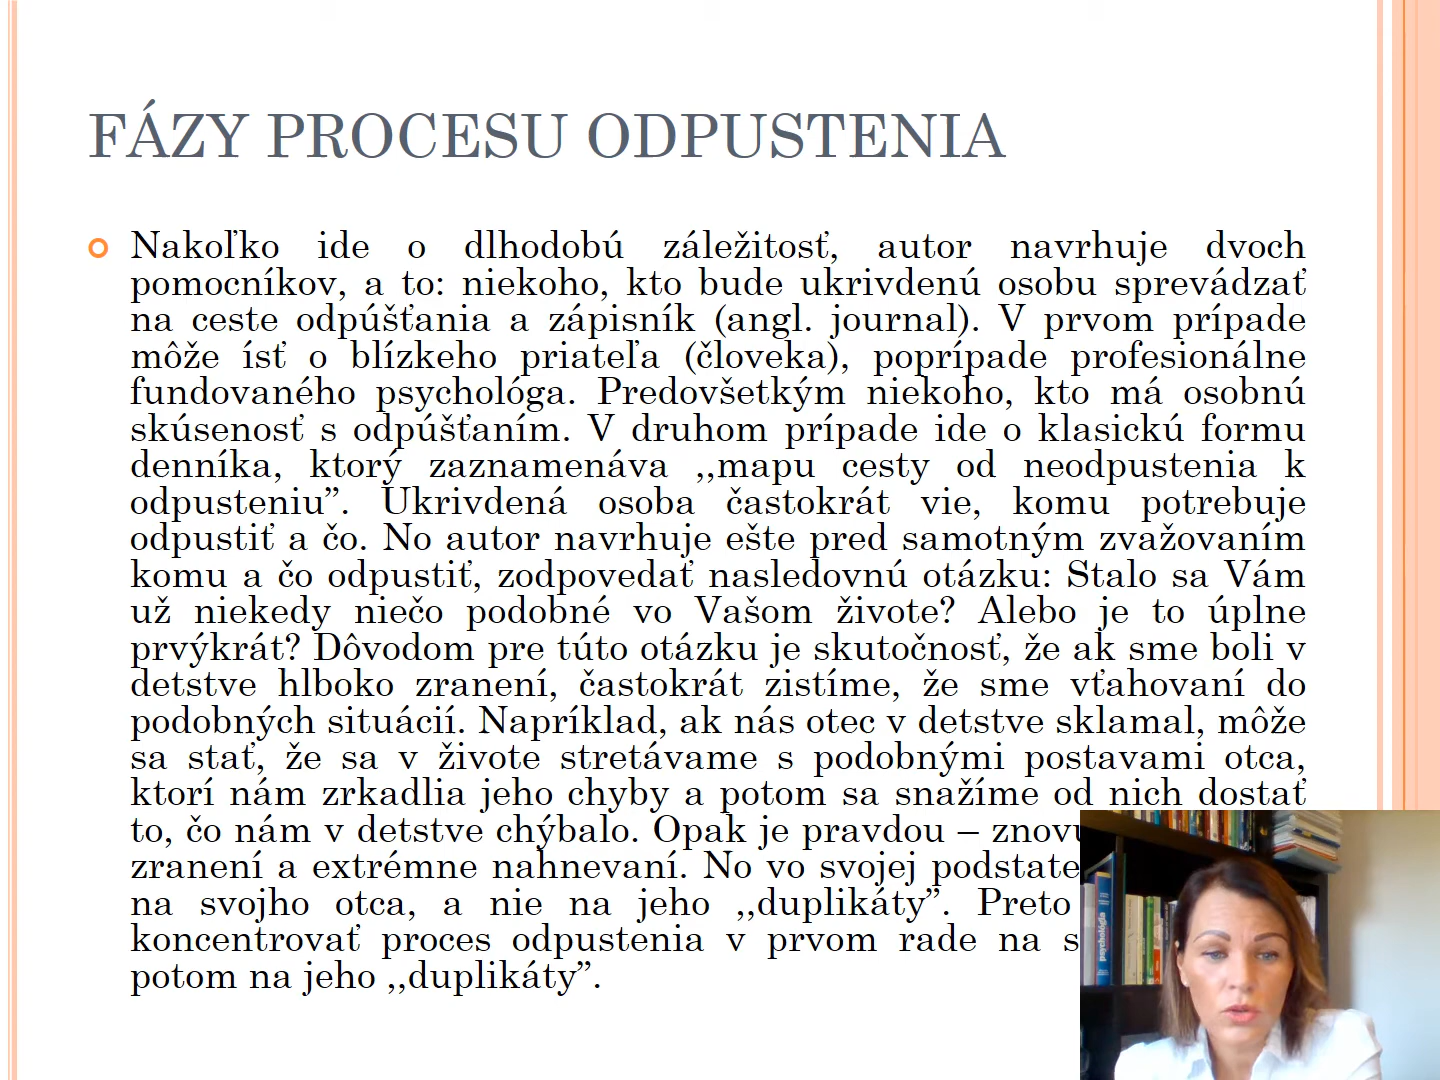 FÁZY PROCESU ODPUSTENIA
Nakoľko ide o dlhodobú záležitosť, autor navrhuje dvoch
pomocníkov, a to: niekoho, kto bude ukrivdenú osobu sprevádzať
na ceste odpúšťania a zápisník (angl. journal). V prvom prípade
môže ísť o blízkeho priateľa (človeka), poprípade profesionálne
fundovaného psychológa. Predovšetkým niekoho, kto má osobnú
skúsenosť s odpúšťaním. V druhom prípade ide o klasickú formu
denníka, ktorý zaznamenáva ,,mapu cesty od neodpustenia k
odpusteniu”. Ukrivdená osoba častokrát vie, komu potrebuje
odpustiť a čo. No autor navrhuje ešte pred samotným zvažovaním
komu a čo odpustiť, zodpovedať nasledovnú otázku: Stalo sa Vám
už niekedy niečo podobné vo Vašom živote? Alebo je to úplne
prvýkrát? Dôvodom pre túto otázku je skutočnosť, že ak sme boli v
detstve hlboko zranení, častokrát zistíme, že sme vťahovaní do
podobných situácií. Napríklad, ak nás otec v detstve sklamal, môže
sa stať, že sa v živote stretávame s podobnými postavami otca,
ktorí nám zrkadlia jeho chyby a potom sa snažíme od nich dostať
to, čo nám v detstve chýbalo. Opak je pravdou –
zranení a extrémne nahnevaní. No vo svojej podstate
na svojho otca, a nie na jeho ,,duplikáty”. Preto
koncentrovať proces odpustenia v prvom rade na
potom na jeho ,,duplikáty”.
psychológia